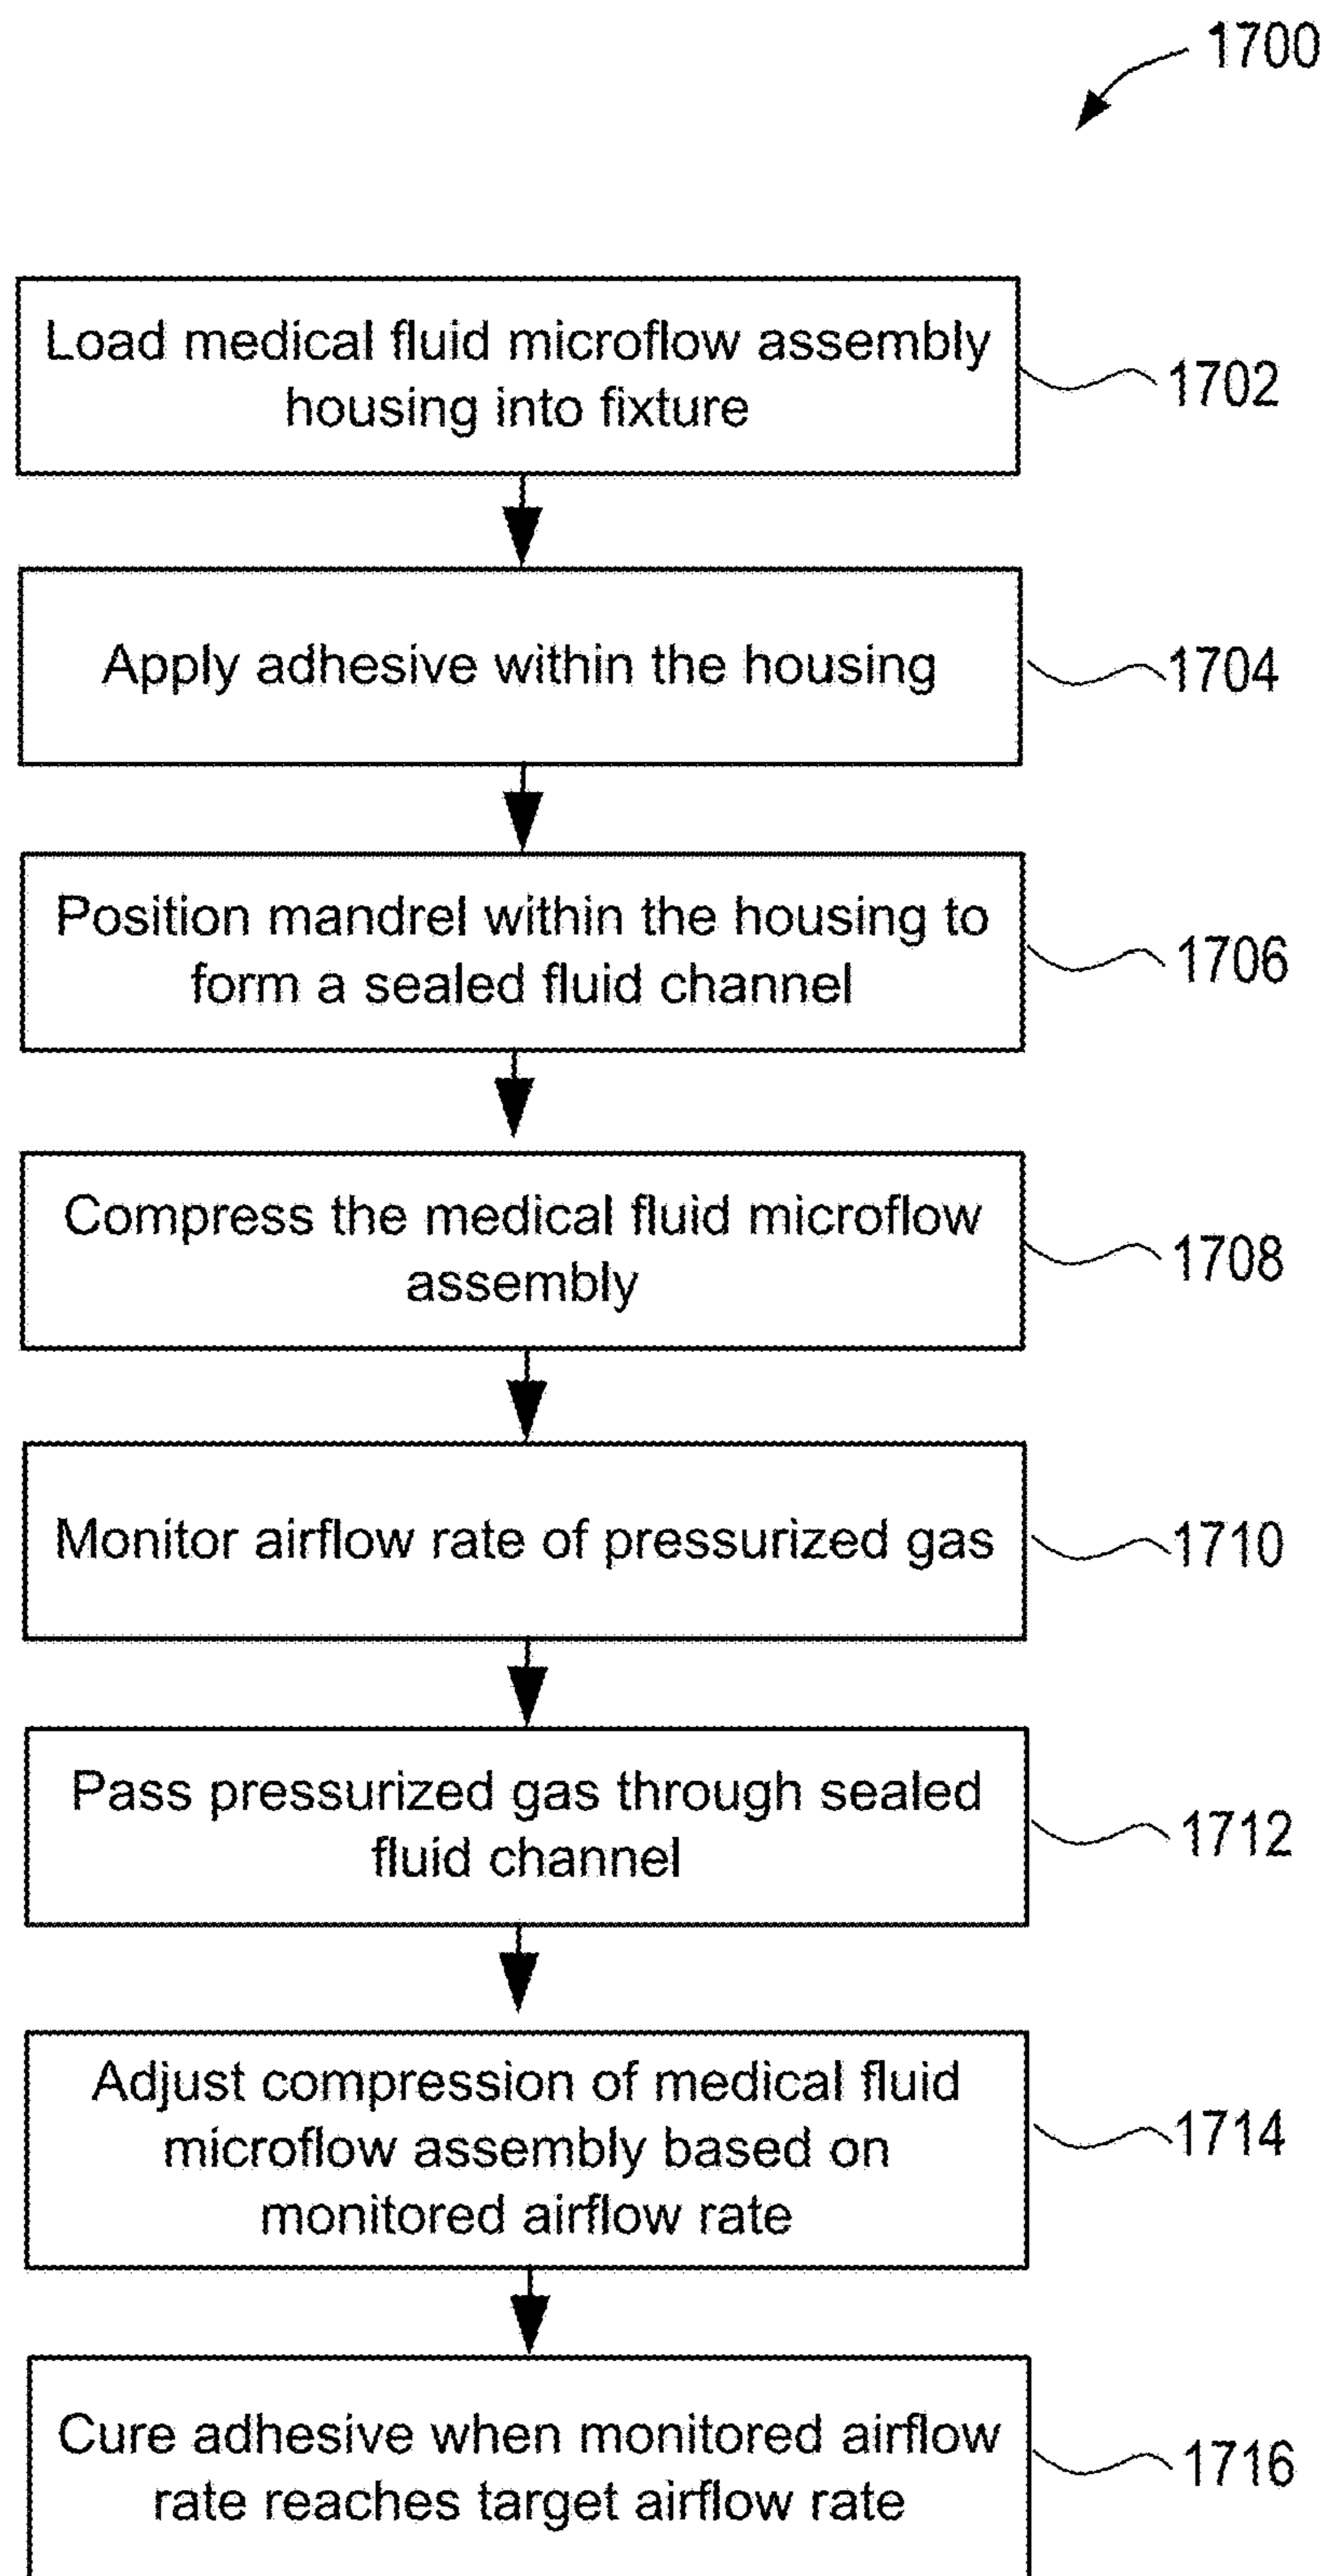 1700
Load medical fluid microflow assembly
housing into fixture
1702
Apply adhesive within the housing
1704
Position mandrel within the housing to
form a sealed fluid channel
1706
Compress the medical fluid microflow
assembly
1708
Monitor airflow rate of pressurized gas
1710
Pass pressurized gas through sealed
fluid channel
1712
Adjust compression of medical fluid
microflow assembly based on
monitored airflow rate
1714
Cure adhesive when monitored airflow
rate reaches target airflow rate
1716